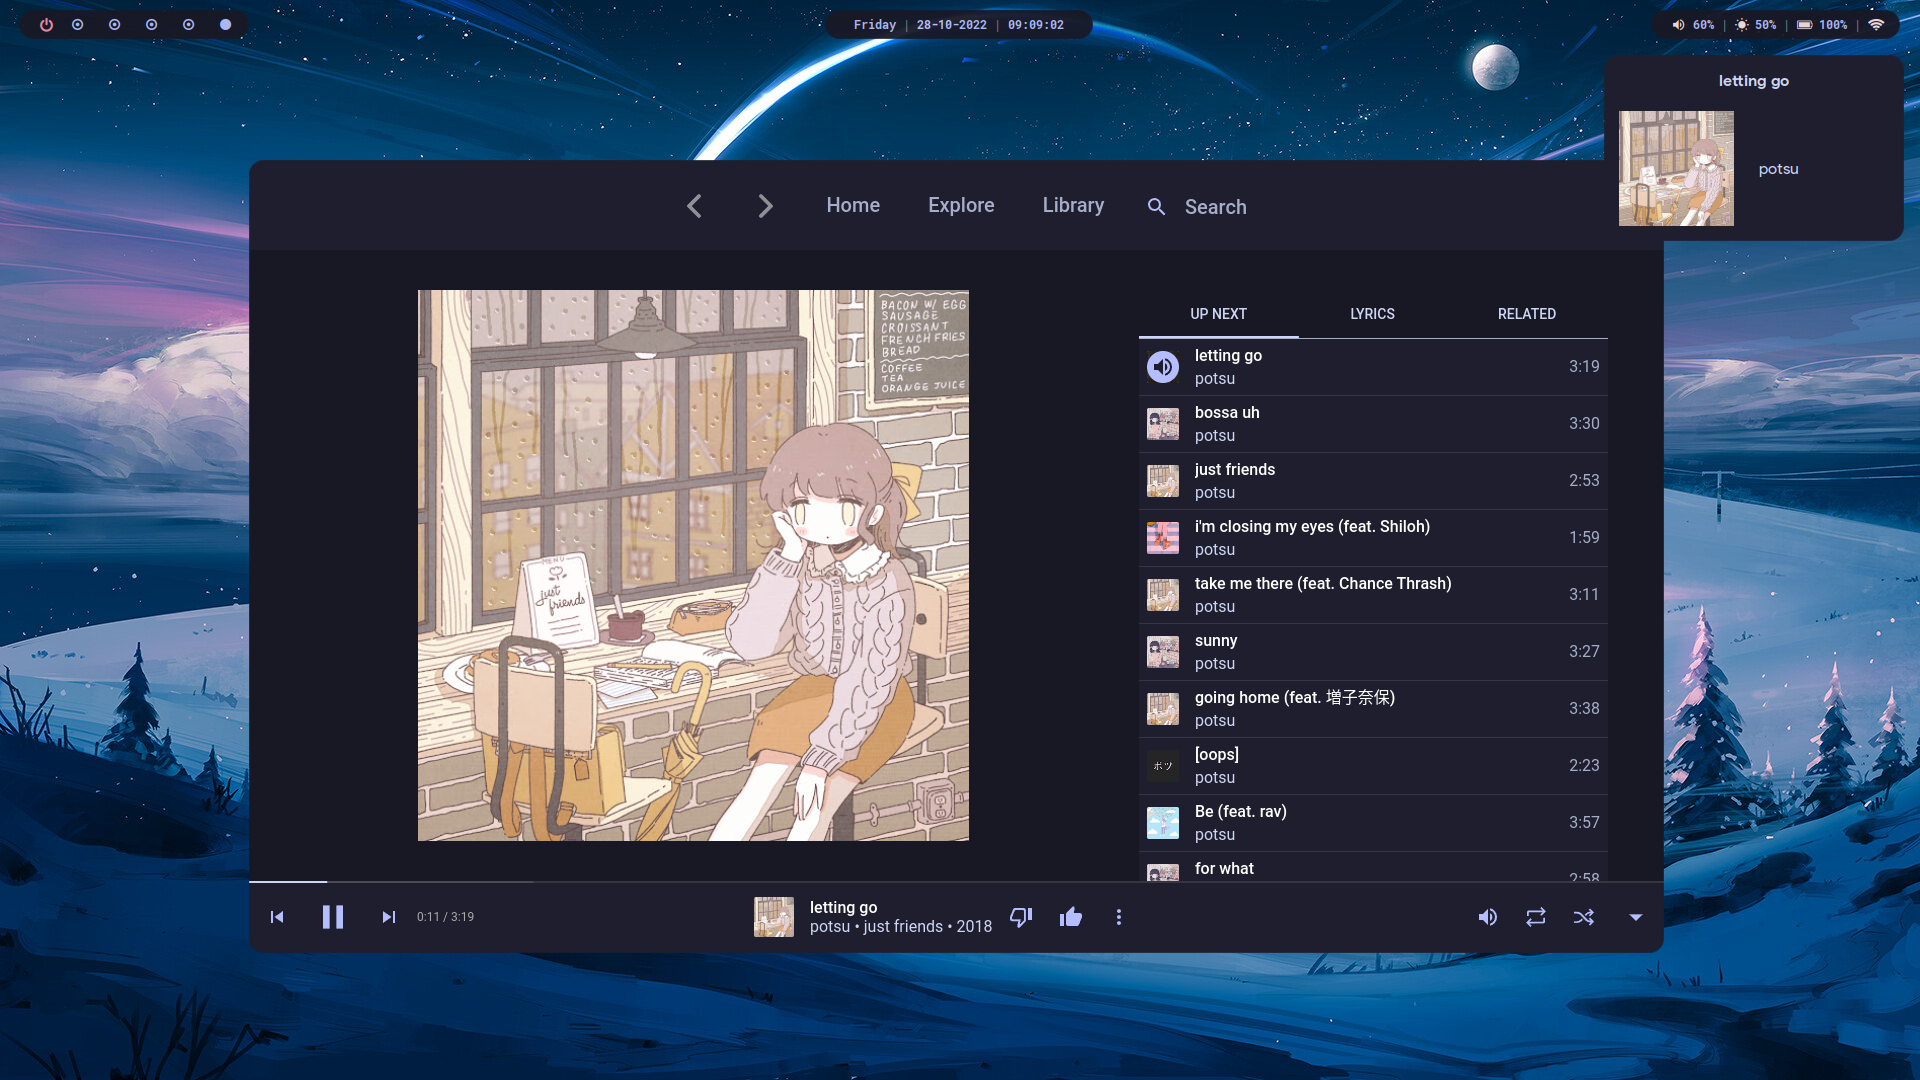 Friday | 28-10-2022 | 09:09:02
60% | 50% | 100% |
letting go
potsu
Home Explore Library Search
BACON W/ EGG
SAUSAGE
CROISSANT
FRENCH FRIES
BREAD
COFFEE
TEA
ORANGE JUICE
MENU
just
friends
UP NEXT LYRICS RELATED
letting go
potsu
3:19
bossa uh
potsu
3:30
just friends
potsu
2:53
i'm closing my eyes (feat. Shiloh)
potsu
1:59
take me there (feat. Chance Thrash)
potsu
3:11
sunny
potsu
3:27
going home (feat. 増子奈保)
potsu
3:38
ポツ
[oops]
potsu
2:23
Be (feat. rav)
potsu
3:57
for what
2:58
0:11 / 3:19
letting go
potsu • just friends • 2018